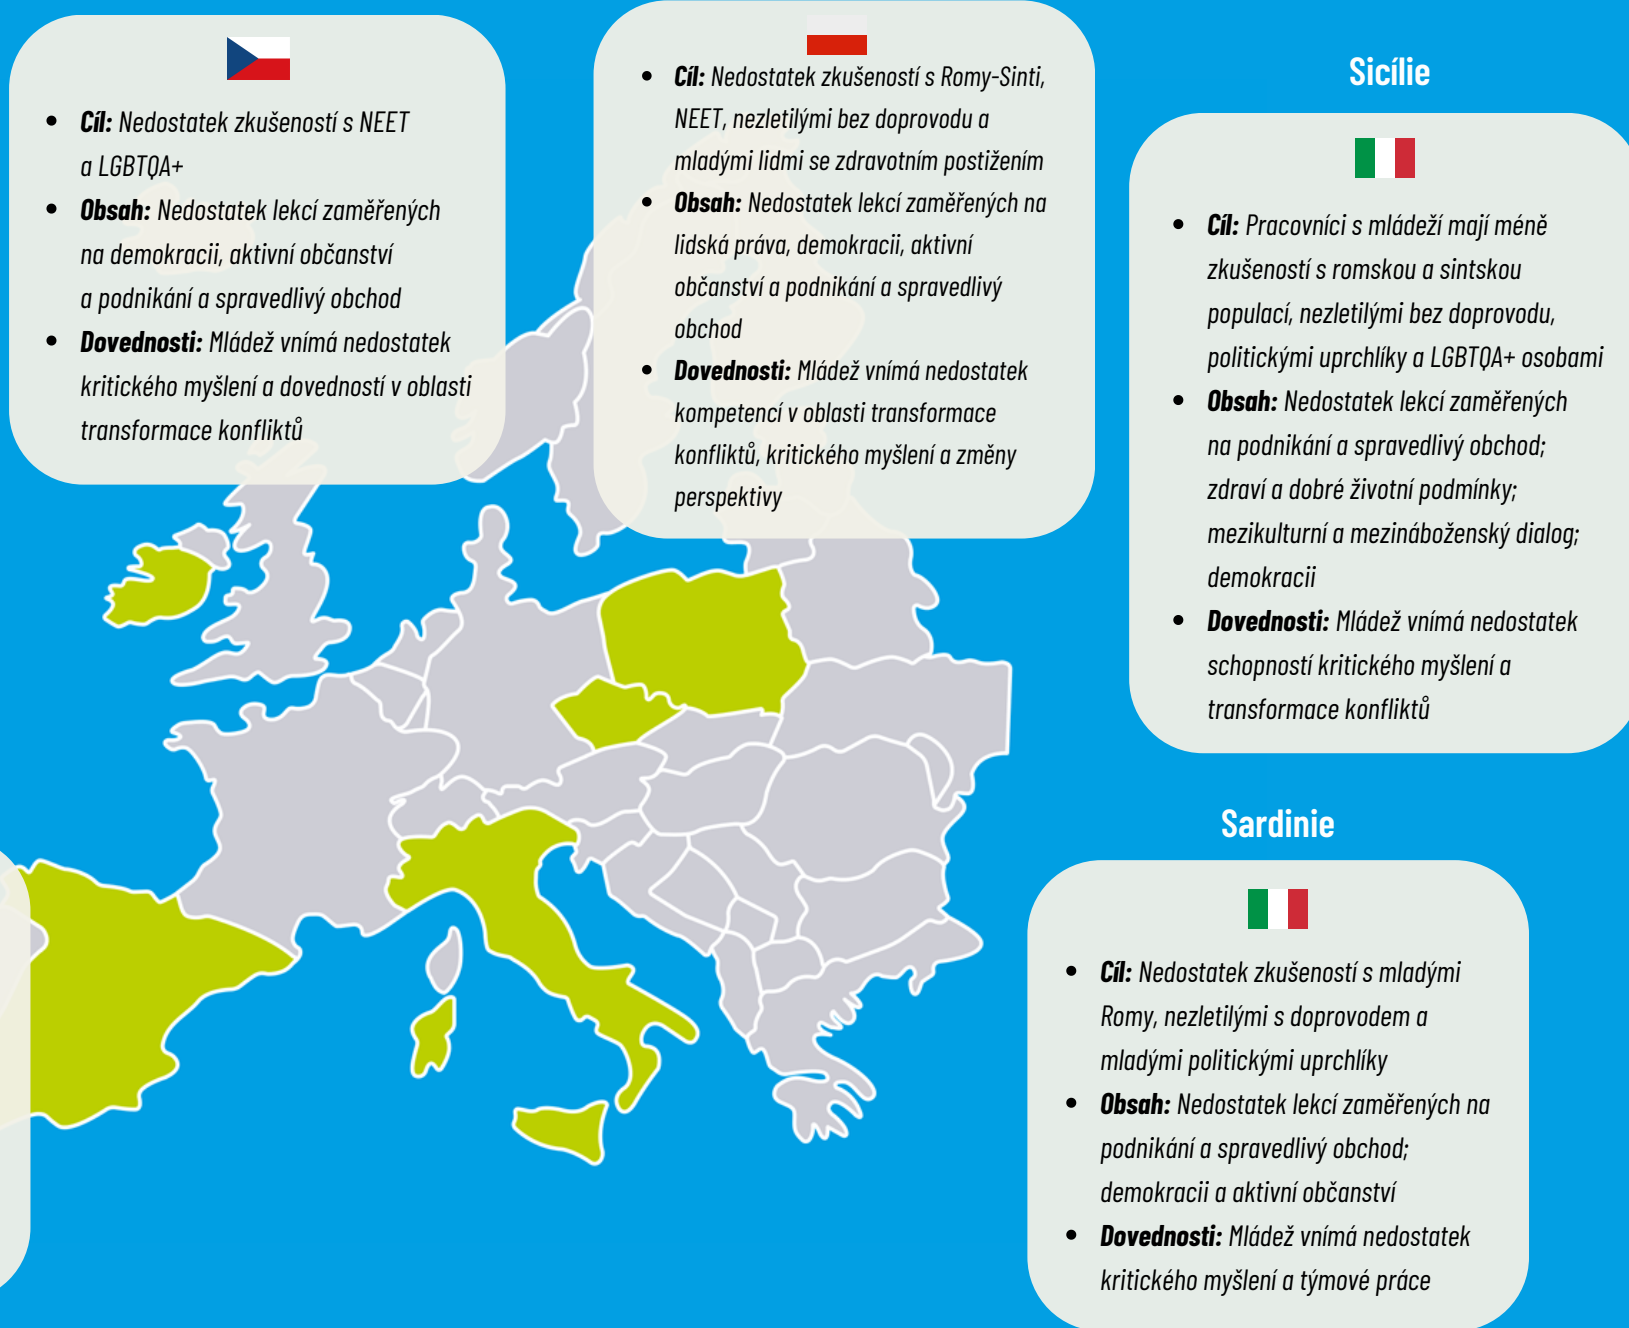 • Cíl: Nedostatek zkušeností s NEET
a LGBTQA+
• Obsah: Nedostatek lekcí zaměřených
na demokracii, aktivní občanství
a podnikání a spravedlivý obchod
• Dovednosti: Mládež vnímá nedostatek
kritického myšlení a dovedností v oblasti
transformace konfliktů
• Cíl: Nedostatek zkušeností s Romy-Sinti,
NEET, nezletilými bez doprovodu a
mladými lidmi se zdravotním postižením
• Obsah: Nedostatek lekcí zaměřených na
lidská práva, demokracii, aktivní
občanství a podnikání a spravedlivý
obchod
• Dovednosti: Mládež vnímá nedostatek
kompetencí v oblasti transformace
konfliktů, kritického myšlení a změny
perspektivy
Sicílie
• Cíl: Pracovníci s mládeží mají méně
zkušeností s romskou a sintskou
populací, nezletilými bez doprovodu,
politickými uprchlíky a LGBTQA+ osobami
• Obsah: Nedostatek lekcí zaměřených
na podnikání a spravedlivý obchod;
zdraví a dobré životní podmínky;
mezikulturní a mezináboženský dialog;
demokracii
• Dovednosti: Mládež vnímá nedostatek
schopností kritického myšlení a
transformace konfliktů
Sardinie
• Cíl: Nedostatek zkušeností s mladými
Romy, nezletilými s doprovodem a
mladými politickými uprchlíky
• Obsah: Nedostatek lekcí zaměřených na
podnikání a spravedlivý obchod;
demokracii a aktivní občanství
• Dovednosti: Mládež vnímá nedostatek
kritického myšlení a týmové práce